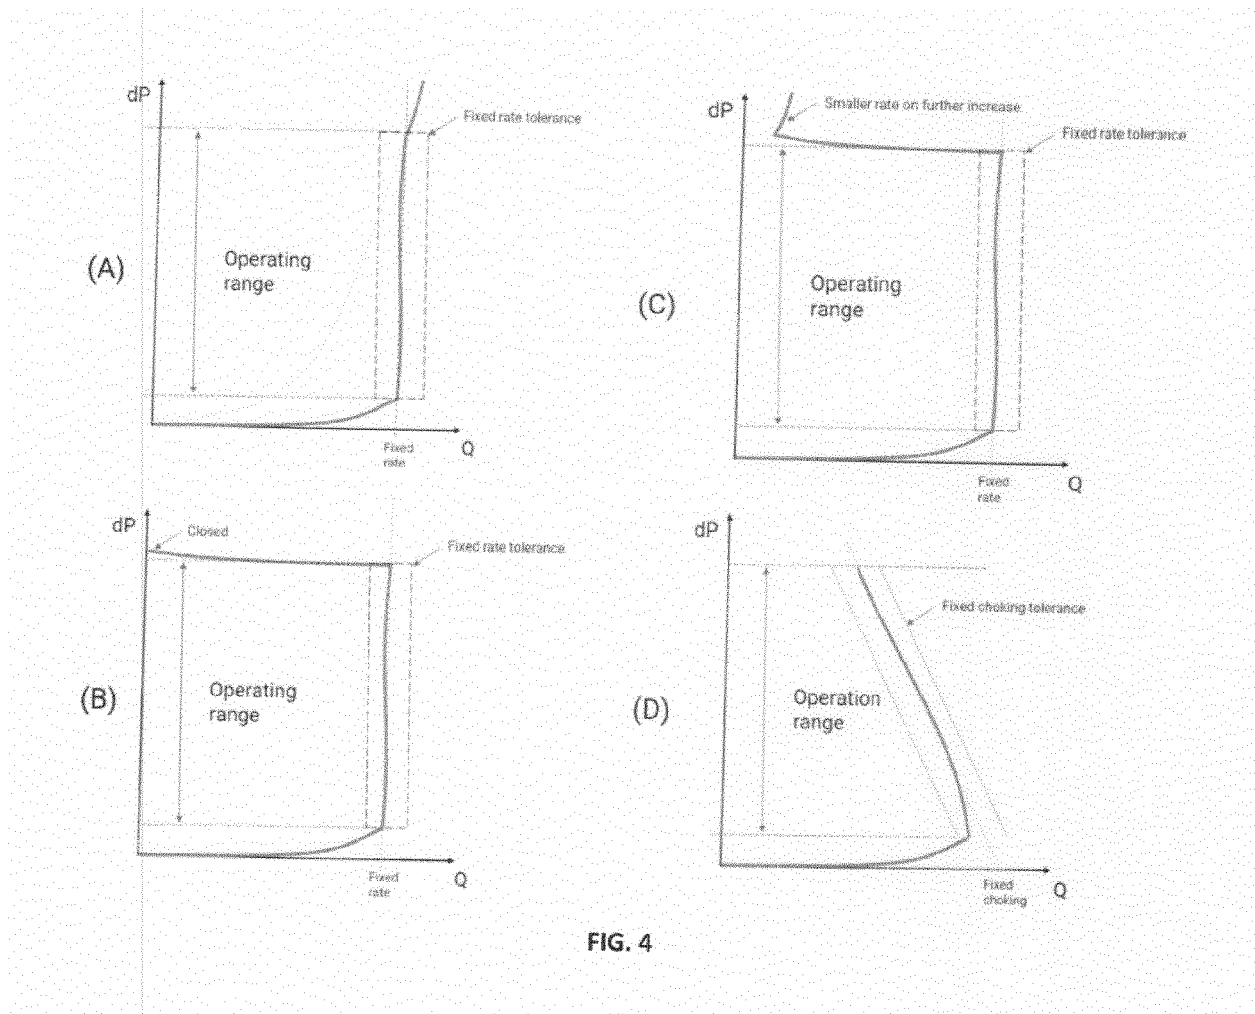 dP
Fixed rate tolerance
(A)
Operating
range
Fixed
rate
Q
dP
Smaller rate on further increase
Fixed rate tolerance
(C)
Operating
range
Fixed
rate
Q
dP
Closed
Fixed rate tolerance
(B)
Operating
range
Fixed
rate
Q
dP
Fixed choking tolerance
(D)
Operation
range
Fixed
choking
Q
FIG. 4